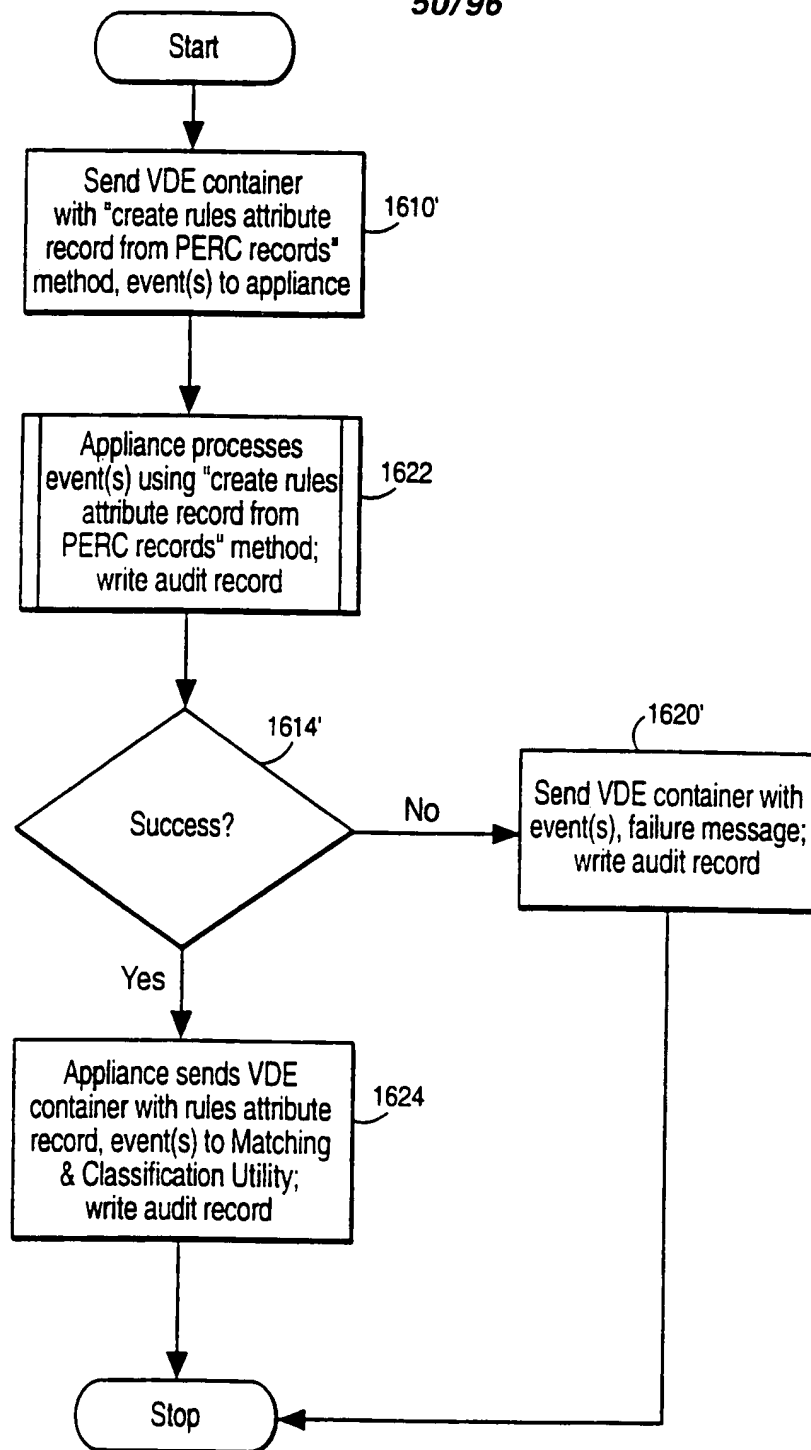 50/96
Start
Send VDE container
with "create rules attribute
record from PERC records"
method, event(s) to appliance
1610'
Appliance processes
event(s) using "create rules
attribute record from
PERC records" method;
write audit record
1622
Success?
1614'
No
1620'
Send VDE container with
event(s), failure message;
write audit record
Yes
Appliance sends VDE
container with rules attribute
record, event(s) to Matching
& Classification Utility;
write audit record
1624
Stop